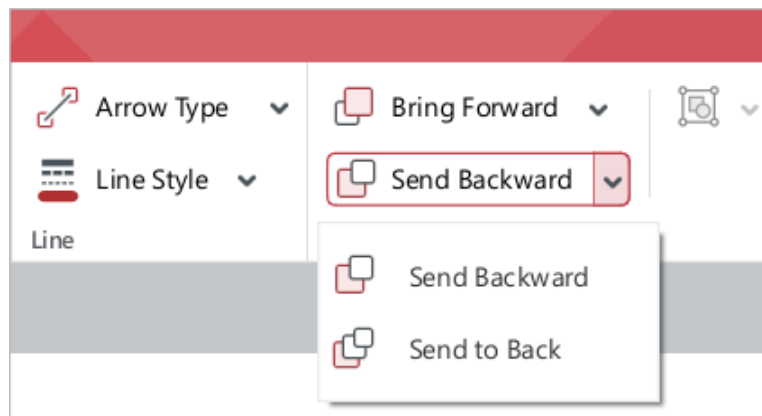 Arrow Type
Line Style
Line
Bring Forward
Send Backward
Send Backward
Send to Back